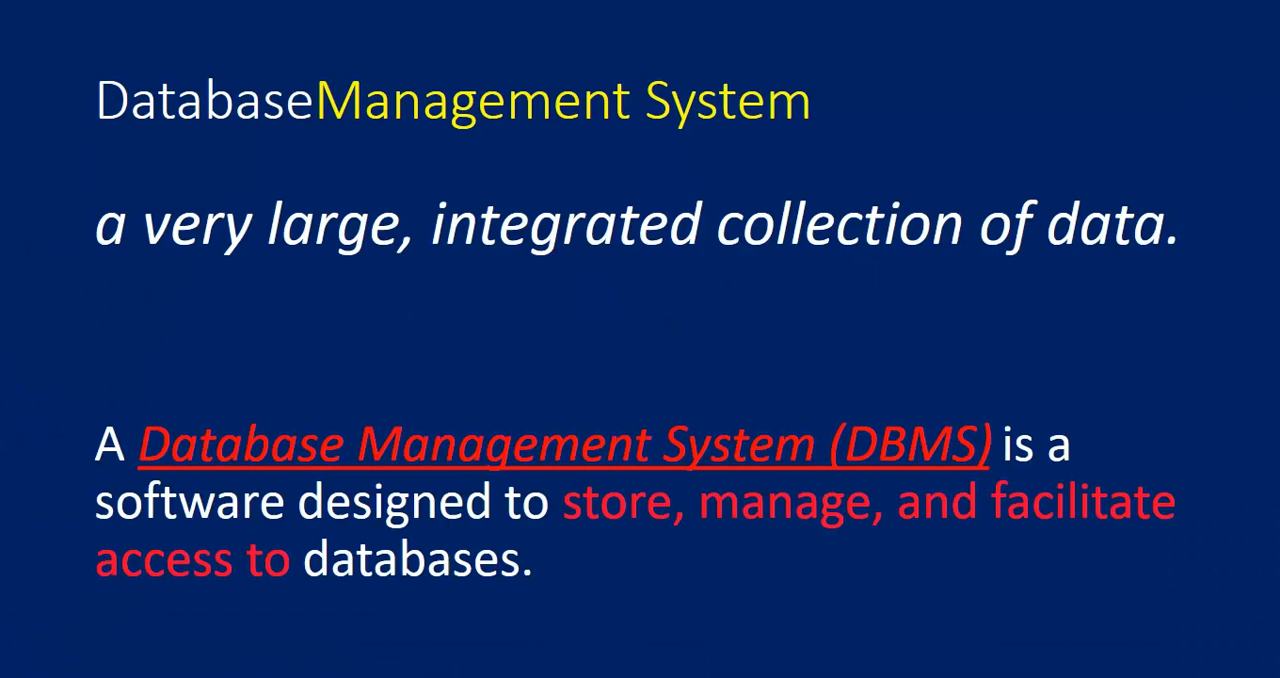 DatabaseManagement System
a very large, integrated collection of data.
A Database Management System (DBMS) is a
software designed to store, manage, and facilitate
access to databases.